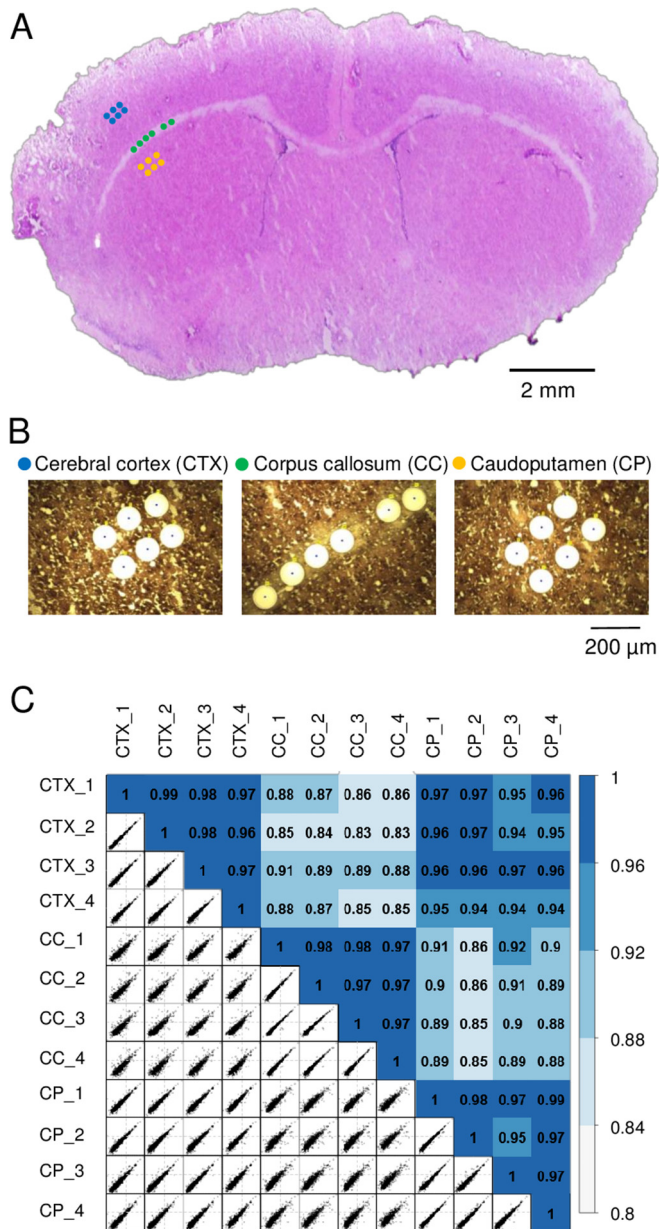 A
2 mm
B
Cerebral cortex (CTX) Corpus callosum (CC) Caudoputamen (CP)
200 µm
C
CTX_1 CTX_2 CTX_3 CTX_4 CC_1 CC_2 CC_3 CC_4 CP_1 CP_2 CP_3 CP_4
CTX_1 1 0.99 0.98 0.97 0.88 0.87 0.86 0.86 0.97 0.97 0.95 0.96 1
CTX_2 1 0.98 0.96 0.85 0.84 0.83 0.83 0.96 0.97 0.94 0.95
CTX_3 1 0.97 0.91 0.89 0.89 0.88 0.96 0.96 0.97 0.96 0.96
CTX_4 1 0.88 0.87 0.85 0.85 0.95 0.94 0.94 0.94
CC_1 1 0.98 0.98 0.97 0.91 0.86 0.92 0.9 0.92
CC_2 1 0.97 0.97 0.9 0.86 0.91 0.89
CC_3 1 0.97 0.89 0.85 0.9 0.88 0.88
CC_4 1 0.89 0.85 0.89 0.88
CP_1 1 0.98 0.97 0.99
CP_2 1 0.95 0.97 0.84
CP_3 1 0.97
CP_4 1 0.8